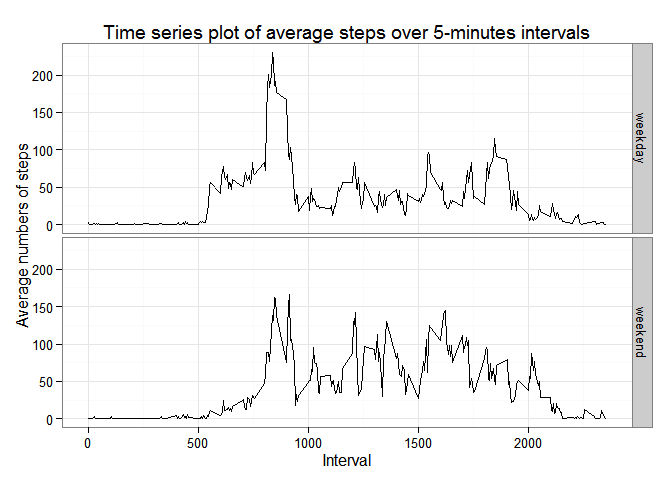 Time series plot of average steps over 5-minutes intervals
Average numbers of steps
200
150
100
50
0
weekday
200
150
100
50
0
weekend
0 500 1000 1500 2000
Interval